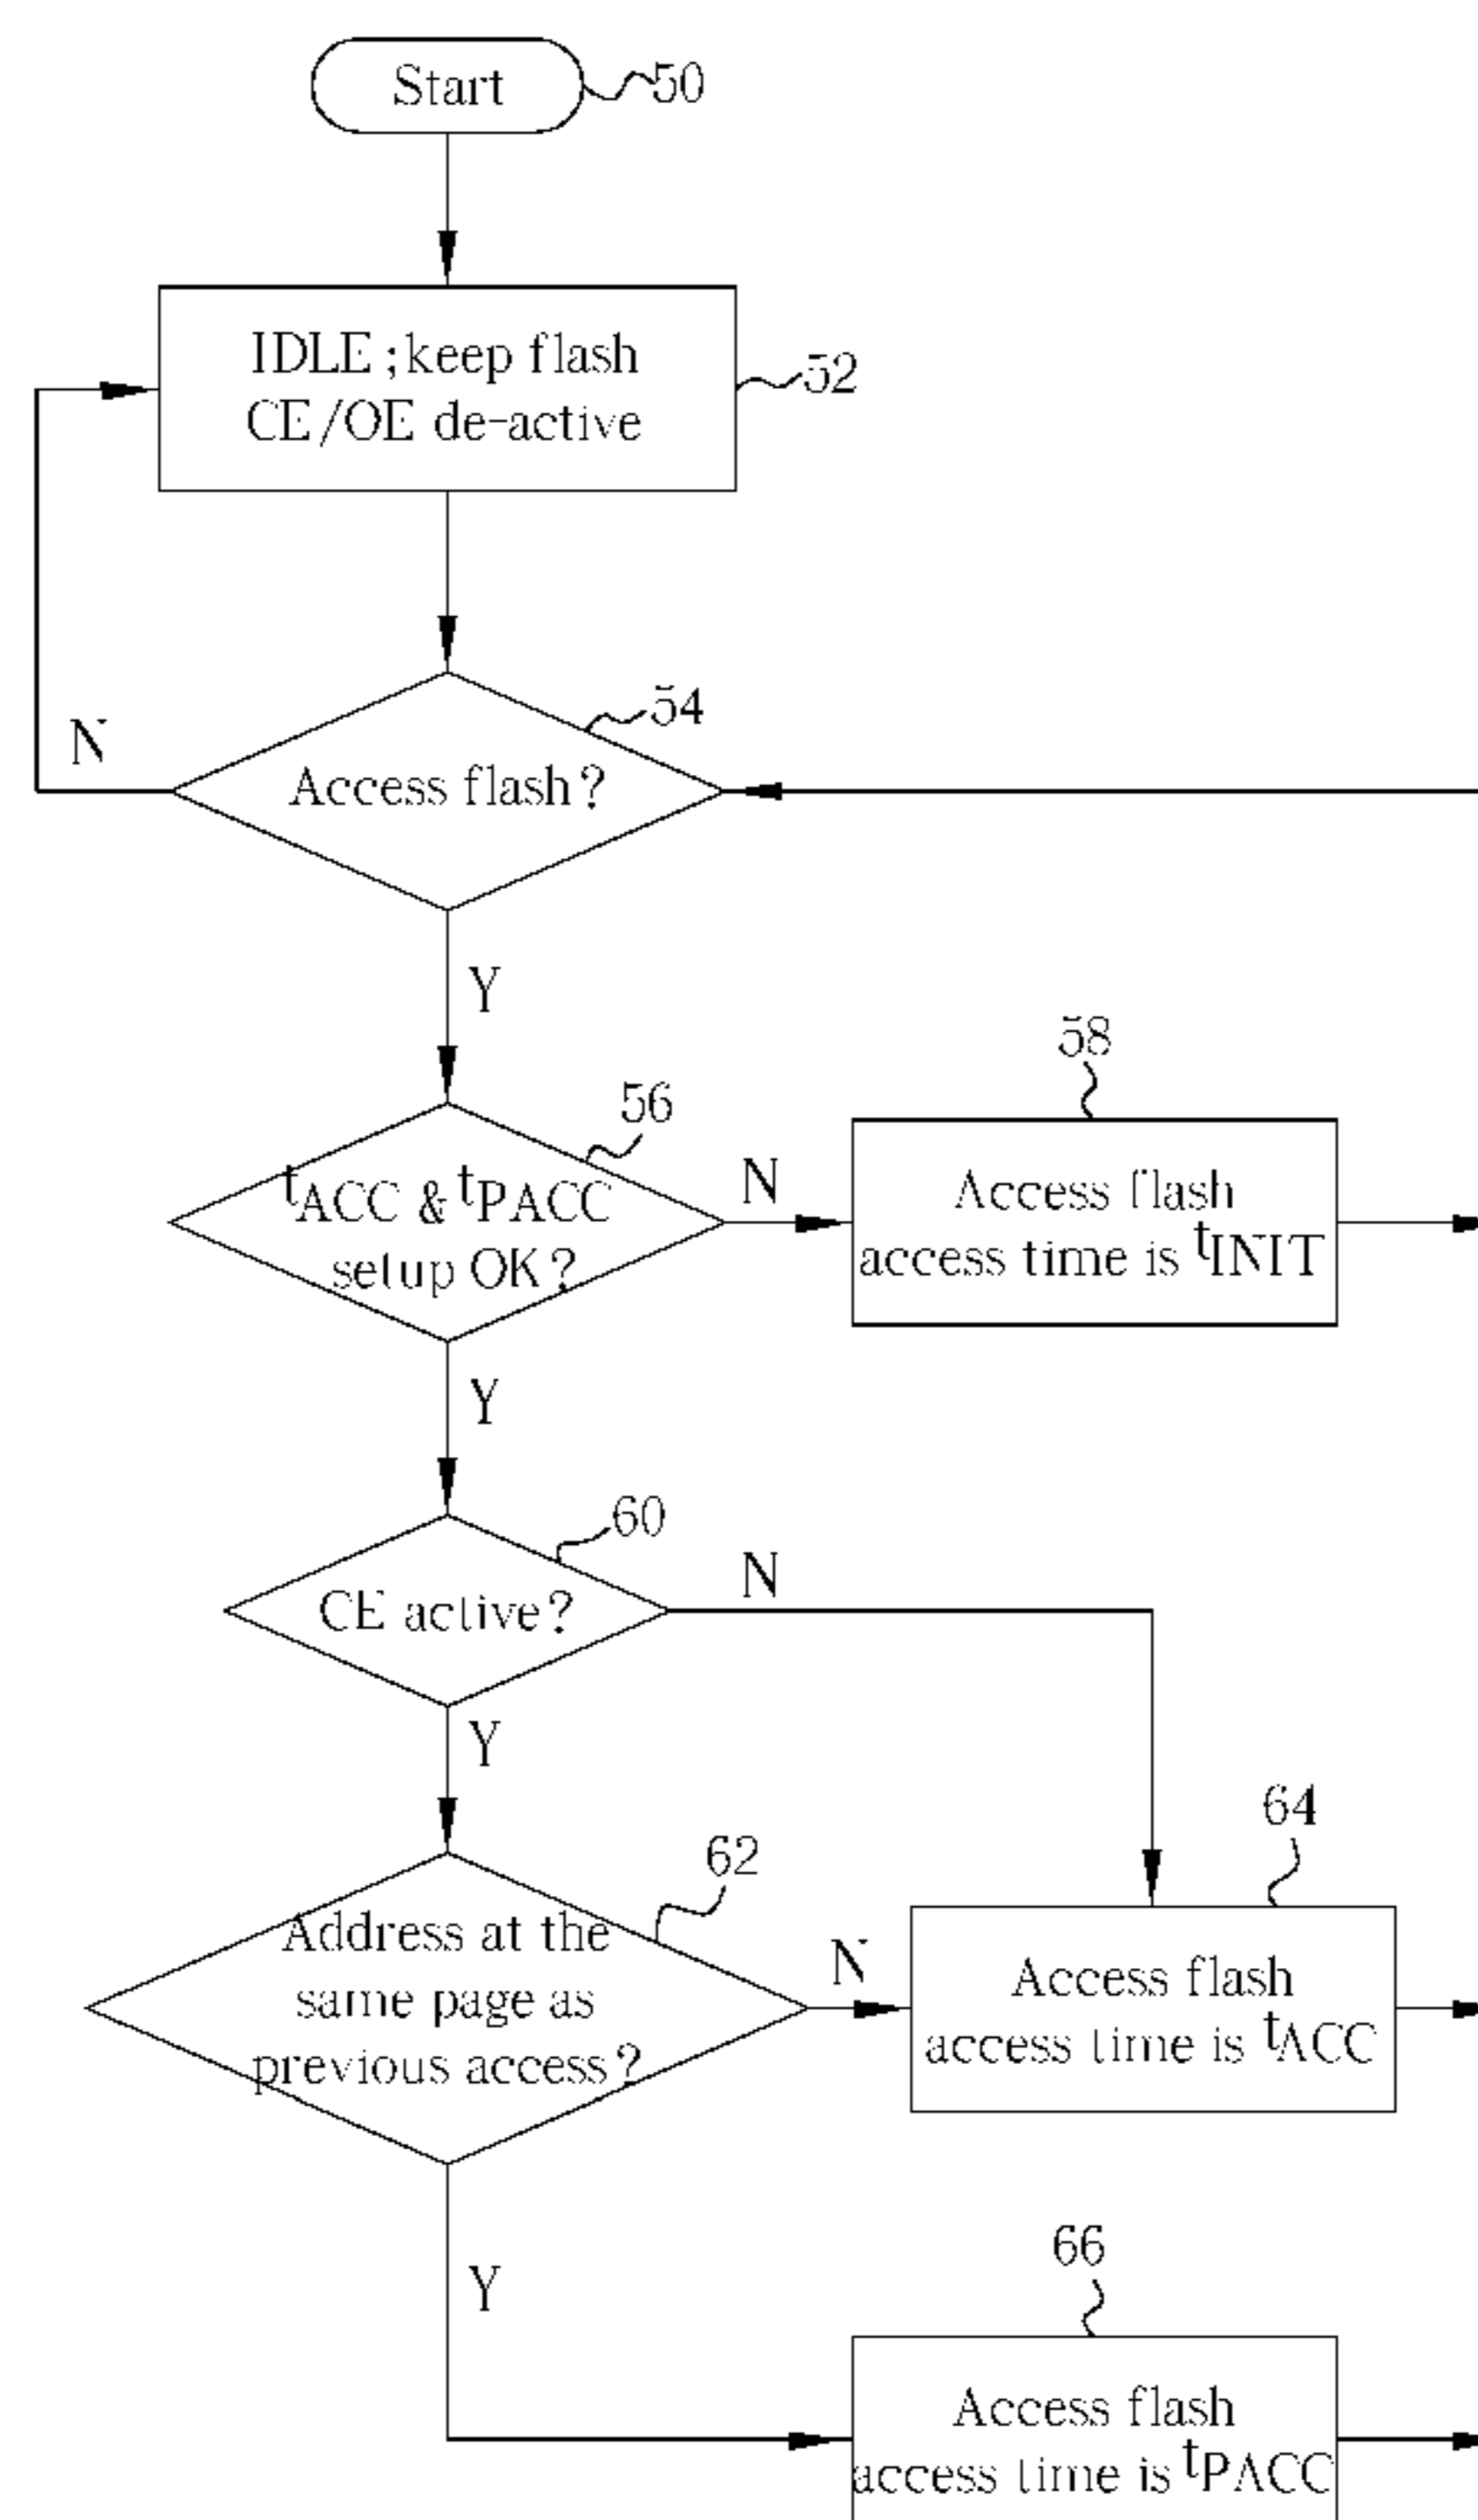 Start
50
IDLE;keep flash
CE/OE de-active
52
54
N
Access flash?
Y
58
56
tACC & tPACC
setup OK?
N
Access flash
access time is tINIT
Y
60
N
CE active?
Y
64
62
Address at the
same page as
previous access?
N
Access flash
access time is tACC
66
Y
Access flash
access time is tPACC